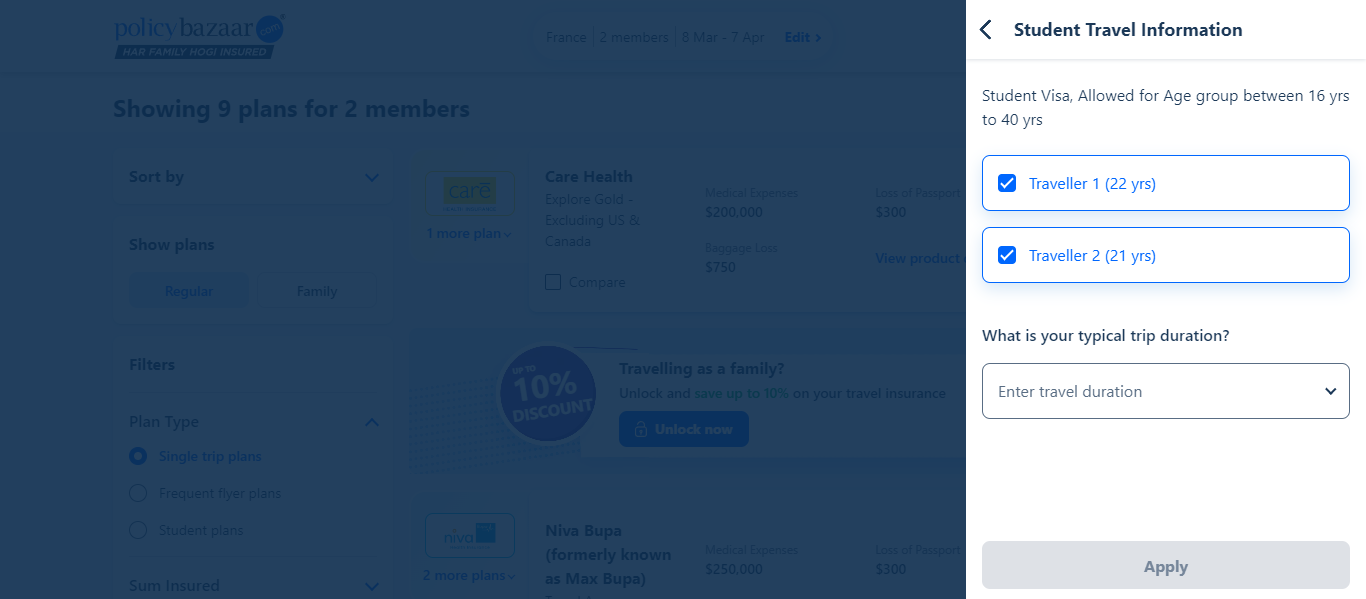 policybazaar.com
HAR FAMILY HOGI INSURED
France 2 members 8 Mar - 7 Apr Edit >
Showing 9 plans for 2 members
Sort by
Show plans
Regular Family
Filters
Plan Type
Single trip plans
Frequent flyer plans
Student plans
Sum Insured
care
1 more plan
Care Health
Explore Gold -
Excluding US &
Canada
Compare
Medical Expenses
$200,000
Loss of Passport
$300
Baggage Loss
$750
View product
UP TO
10%
DISCOUNT
Travelling as a family?
Unlock and save up to 10% on your travel insurance
Unlock now
niva
2 more plans
Niva Bupa
(formerly known
as Max Bupa)
Medical Expenses
$250,000
Loss of Passport
$300
Student Travel Information
Student Visa, Allowed for Age group between 16 yrs
to 40 yrs
Traveller 1 (22 yrs)
Traveller 2 (21 yrs)
What is your typical trip duration?
Enter travel duration
Apply